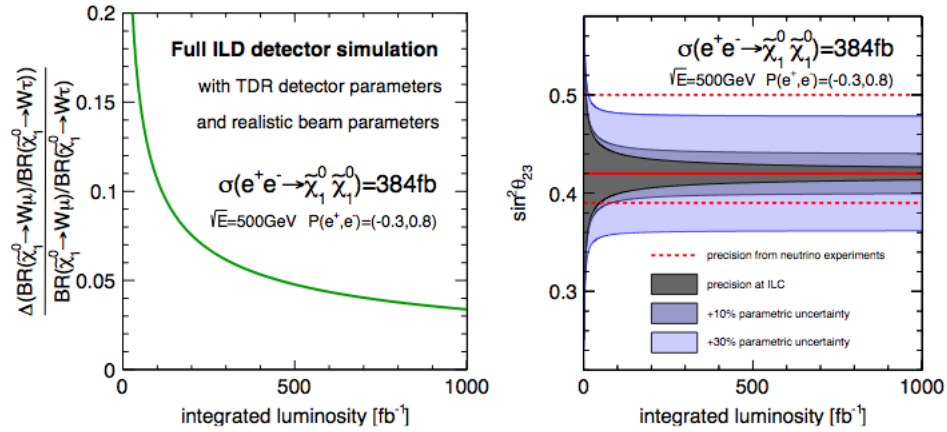 0.2
0.15
0.1
0.05
0
Δ(BR(χ̃₁⁰→Wμ)/BR(χ̃₁⁰→Wτ))
BR(χ̃₁⁰→Wμ)/BR(χ̃₁⁰→Wτ)
Full ILD detector simulation
with TDR detector parameters
and realistic beam parameters
σ(e⁺e⁻→χ̃₁⁰ χ̃₁⁰)=384fb
√E=500GeV P(e⁺,e⁻)=(-0.3,0.8)
0 500 1000
integrated luminosity [fb⁻¹]
σ(e⁺e⁻→χ̃₁⁰ χ̃₁⁰)=384fb
√E=500GeV P(e⁺,e⁻)=(-0.3,0.8)
0.5
0.4
0.3
sin²θ₂₃
precision from neutrino experiments
precision at ILC
+10% parametric uncertainty
+30% parametric uncertainty
0 500 1000
integrated luminosity [fb⁻¹]